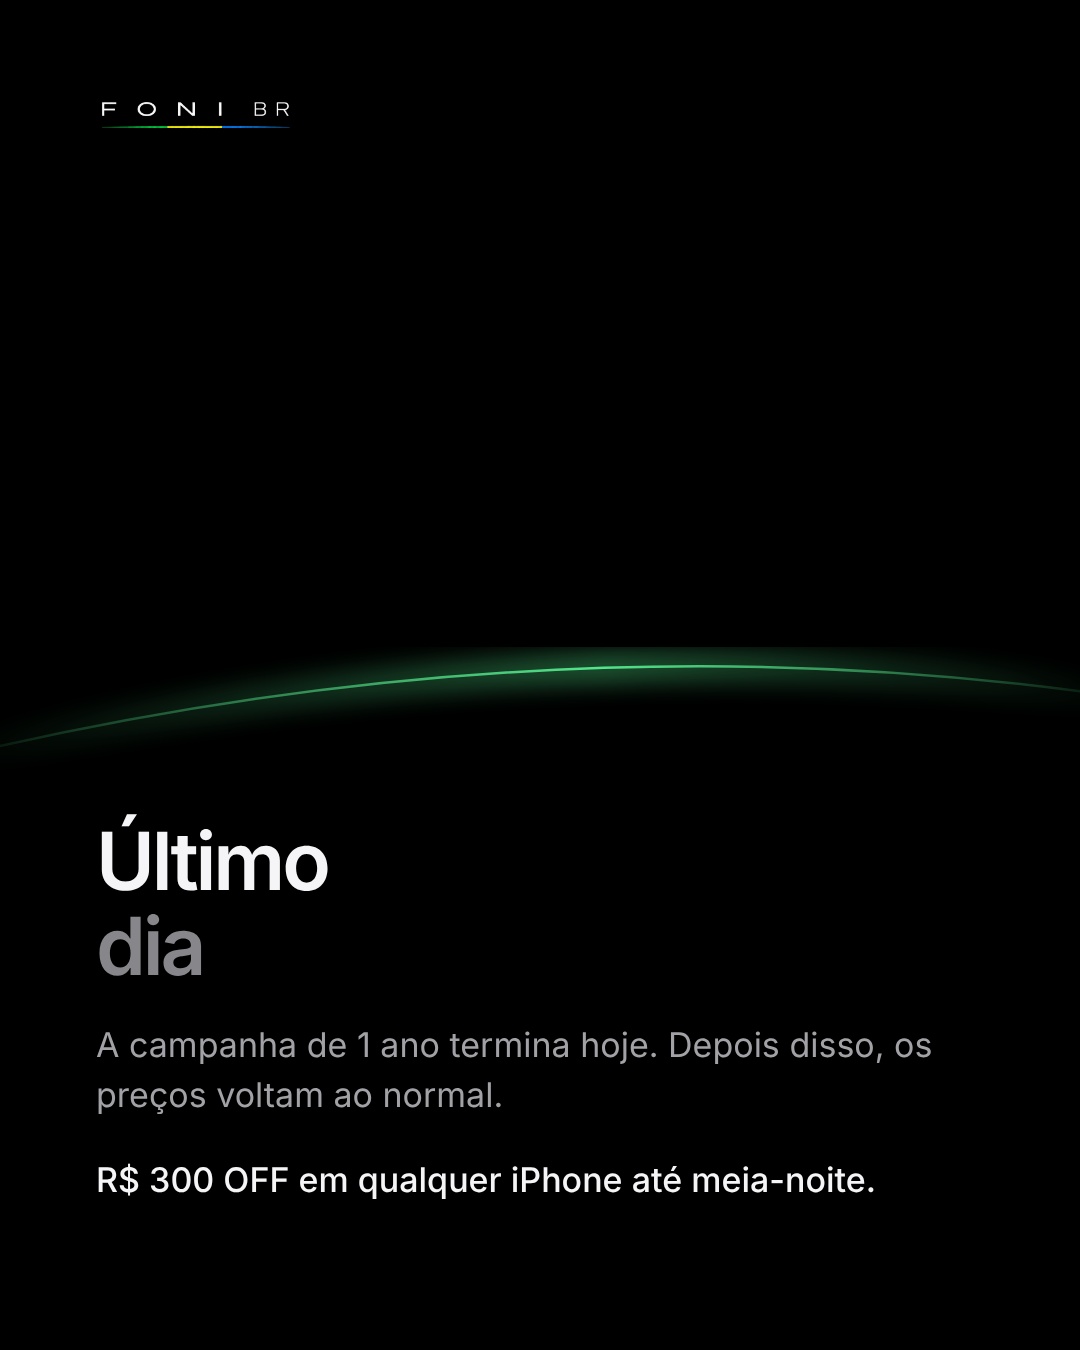 FONI BR
Último
dia
A campanha de 1 ano termina hoje. Depois disso, os
preços voltam ao normal.
R$ 300 OFF em qualquer iPhone até meia-noite.